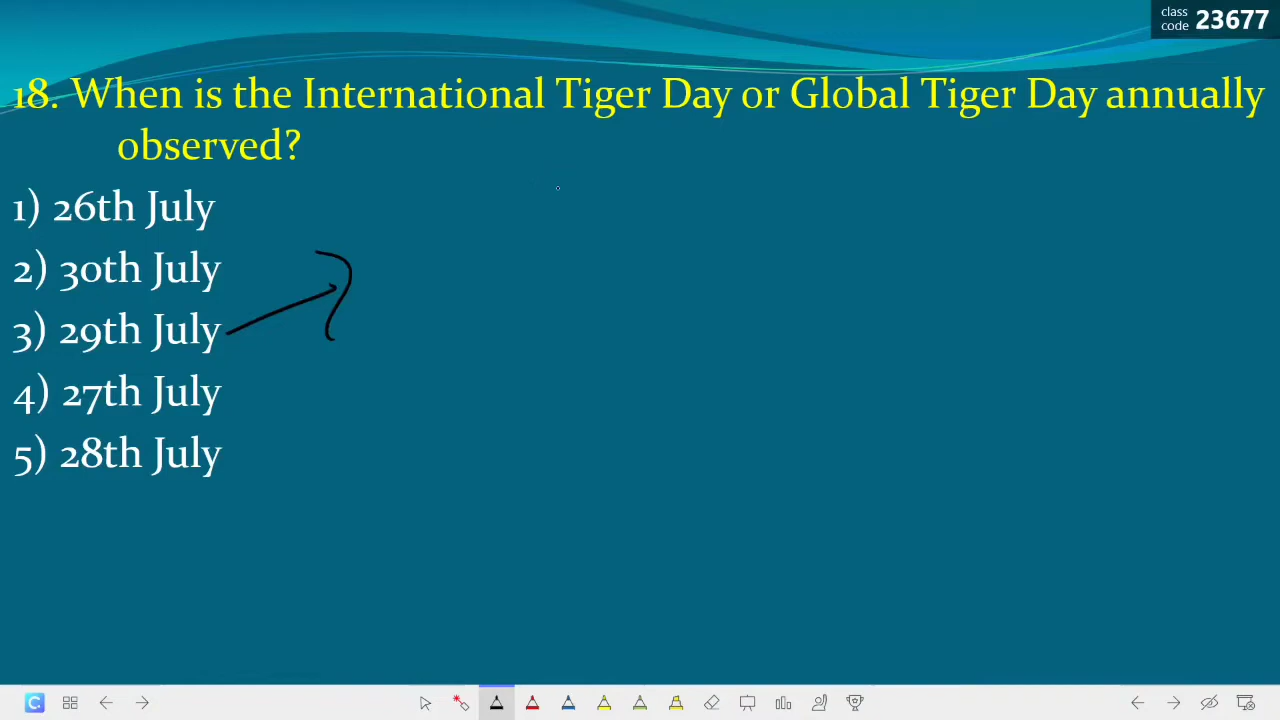 class
code 23677
18. When is the International Tiger Day or Global Tiger Day annually
observed?
1) 26th July
2) 30th July
3) 29th July
4) 27th July
5) 28th July